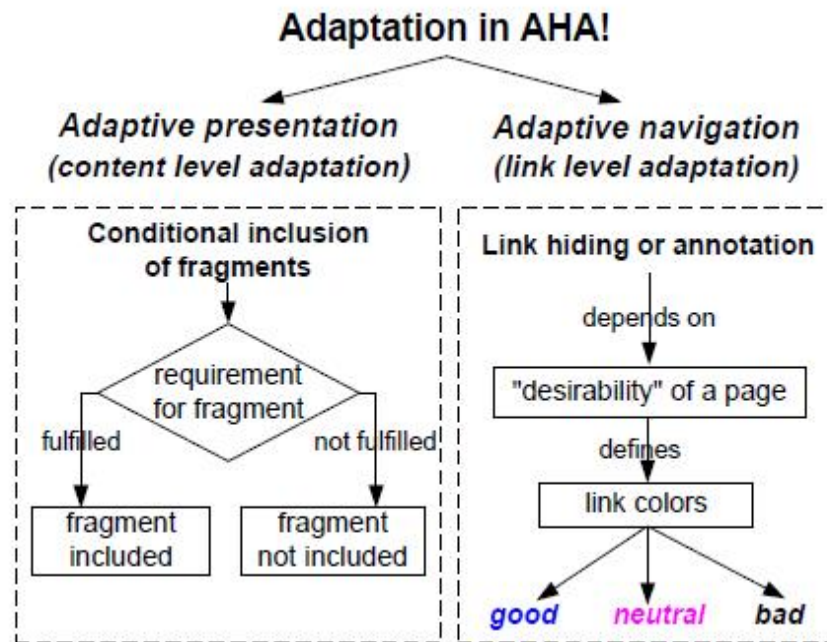 Adaptation in AHA!
Adaptive presentation
(content level adaptation)
Adaptive navigation
(link level adaptation)
Conditional inclusion
of fragments
requirement
for fragment
fulfilled
not fulfilled
fragment
included
fragment
not included
Link hiding or annotation
depends on
"desirability" of a page
defines
link colors
good
neutral
bad